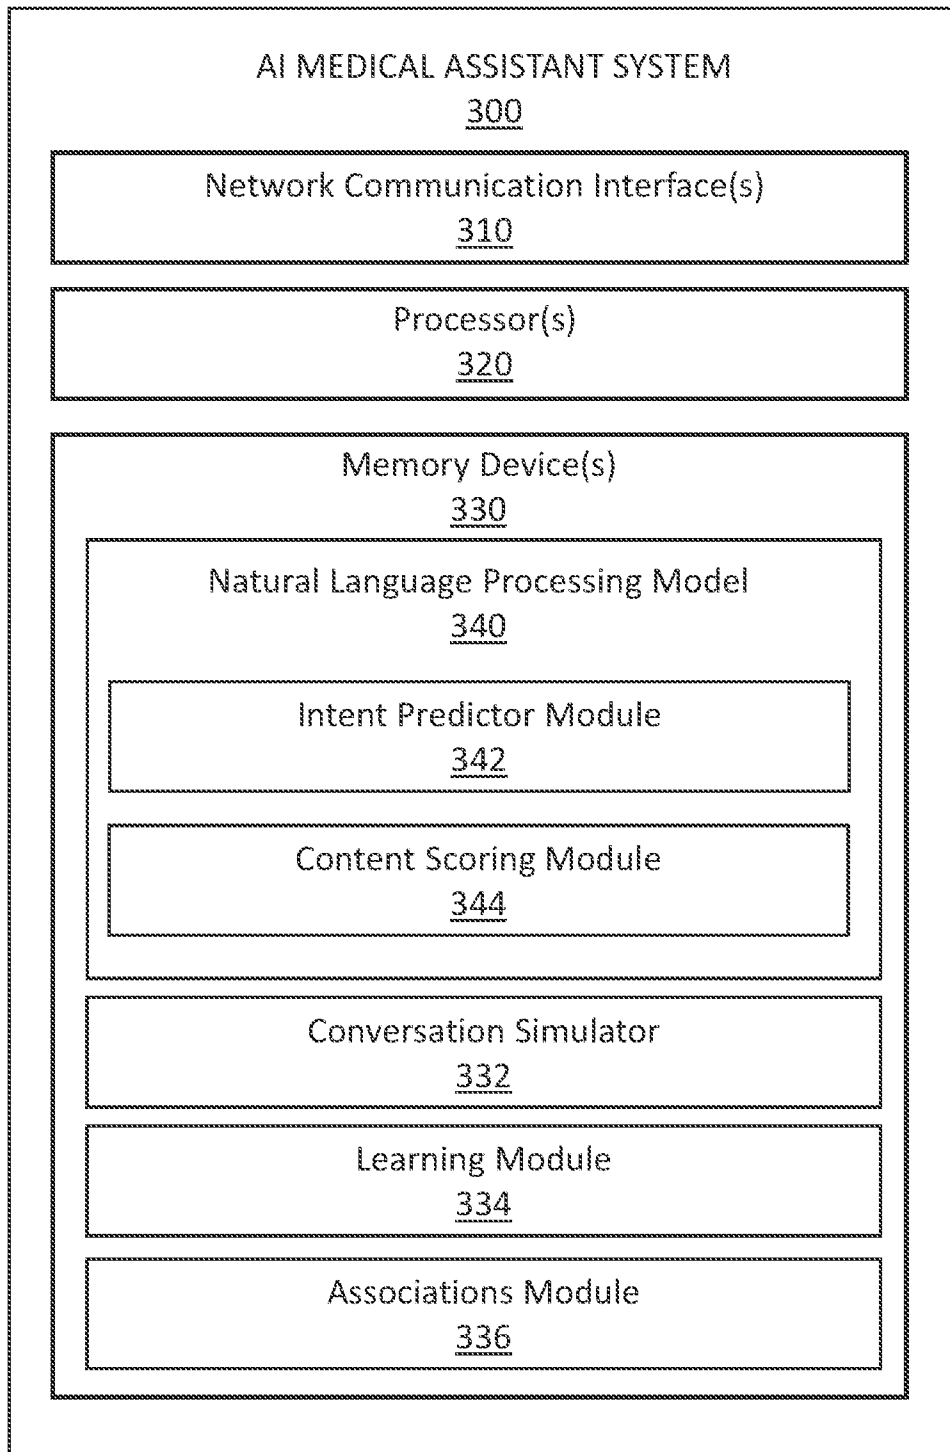 AI MEDICAL ASSISTANT SYSTEM
300
Network Communication Interface(s)
310
Processor(s)
320
Memory Device(s)
330
Natural Language Processing Model
340
Intent Predictor Module
342
Content Scoring Module
344
Conversation Simulator
332
Learning Module
334
Associations Module
336